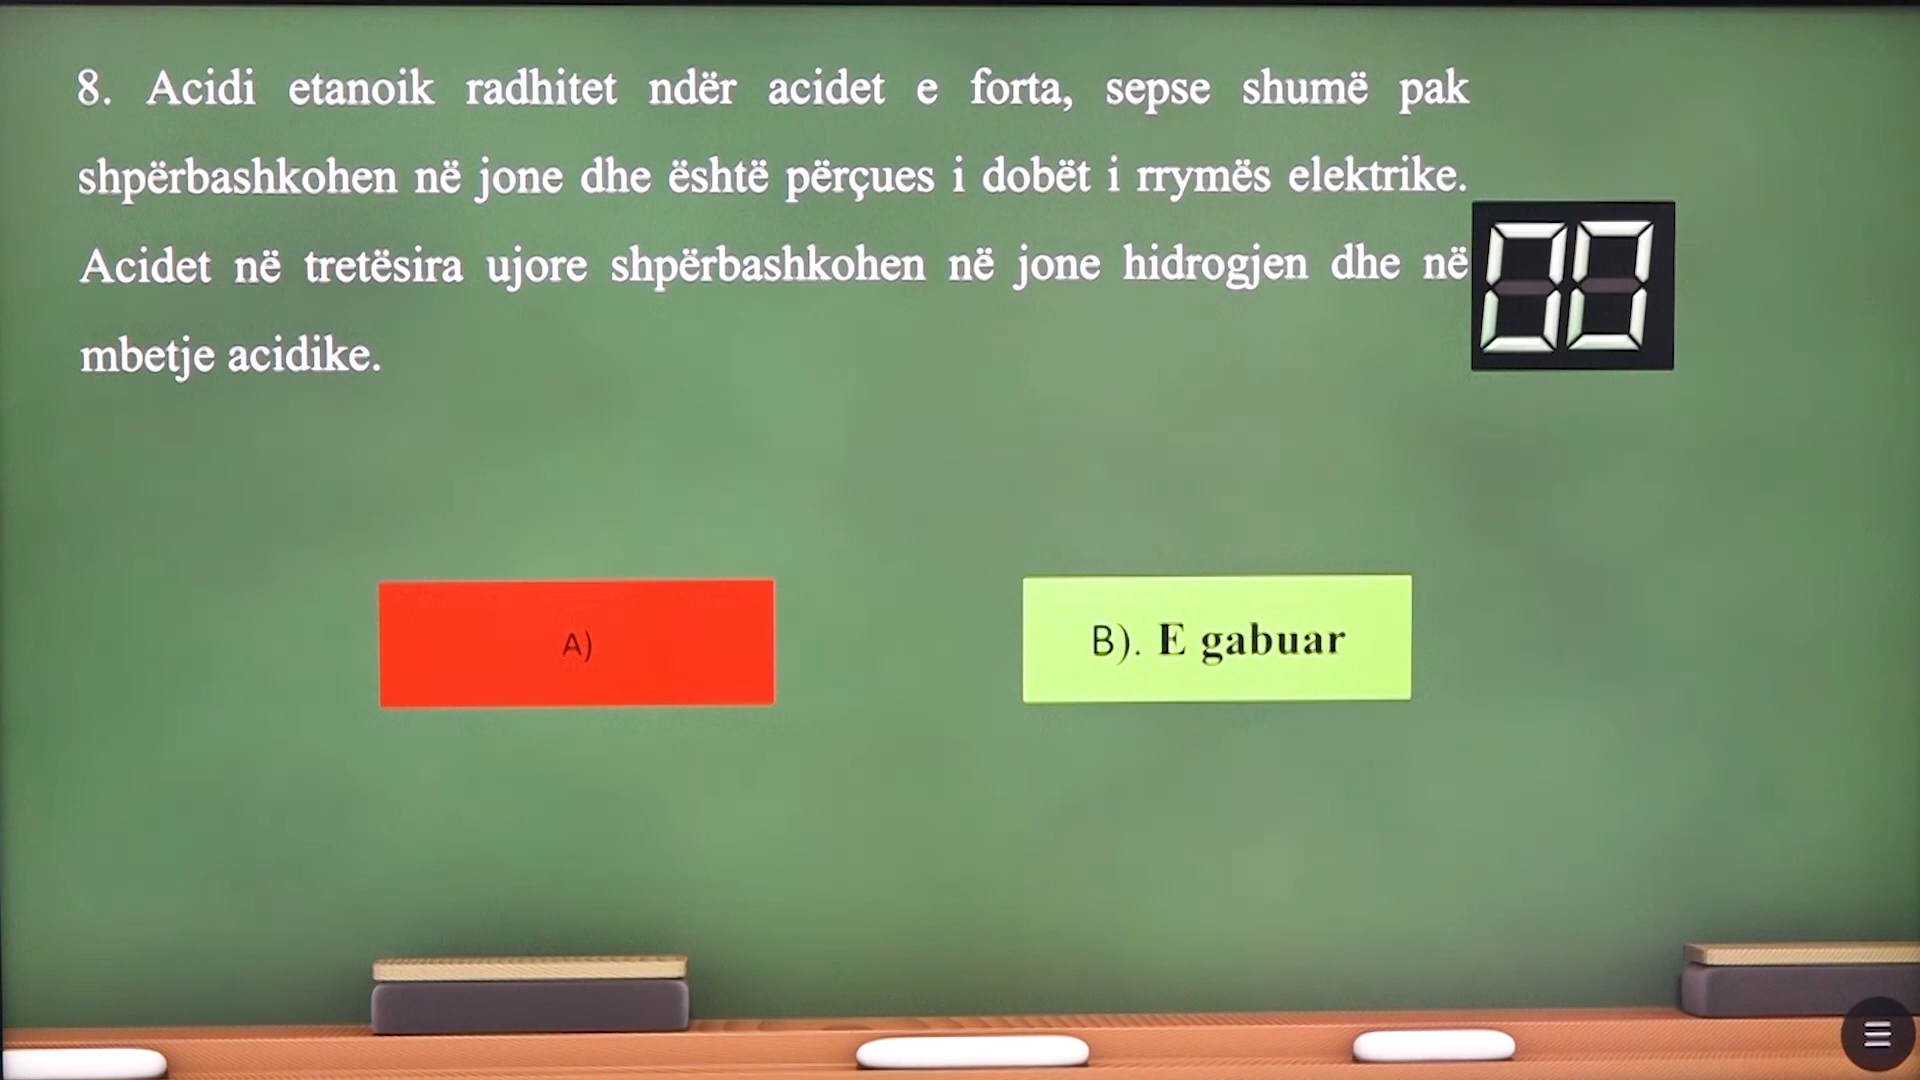 8. Acidi etanoik radhitet ndër acidet e forta, sepse shumë pak
shpërbashkohen në jone dhe është përçues i dobët i rrymës elektrike.
Acidet në tretësira ujore shpërbashkohen në jone hidrogjen dhe në
mbetje acidike.
00
A)
B). E gabuar